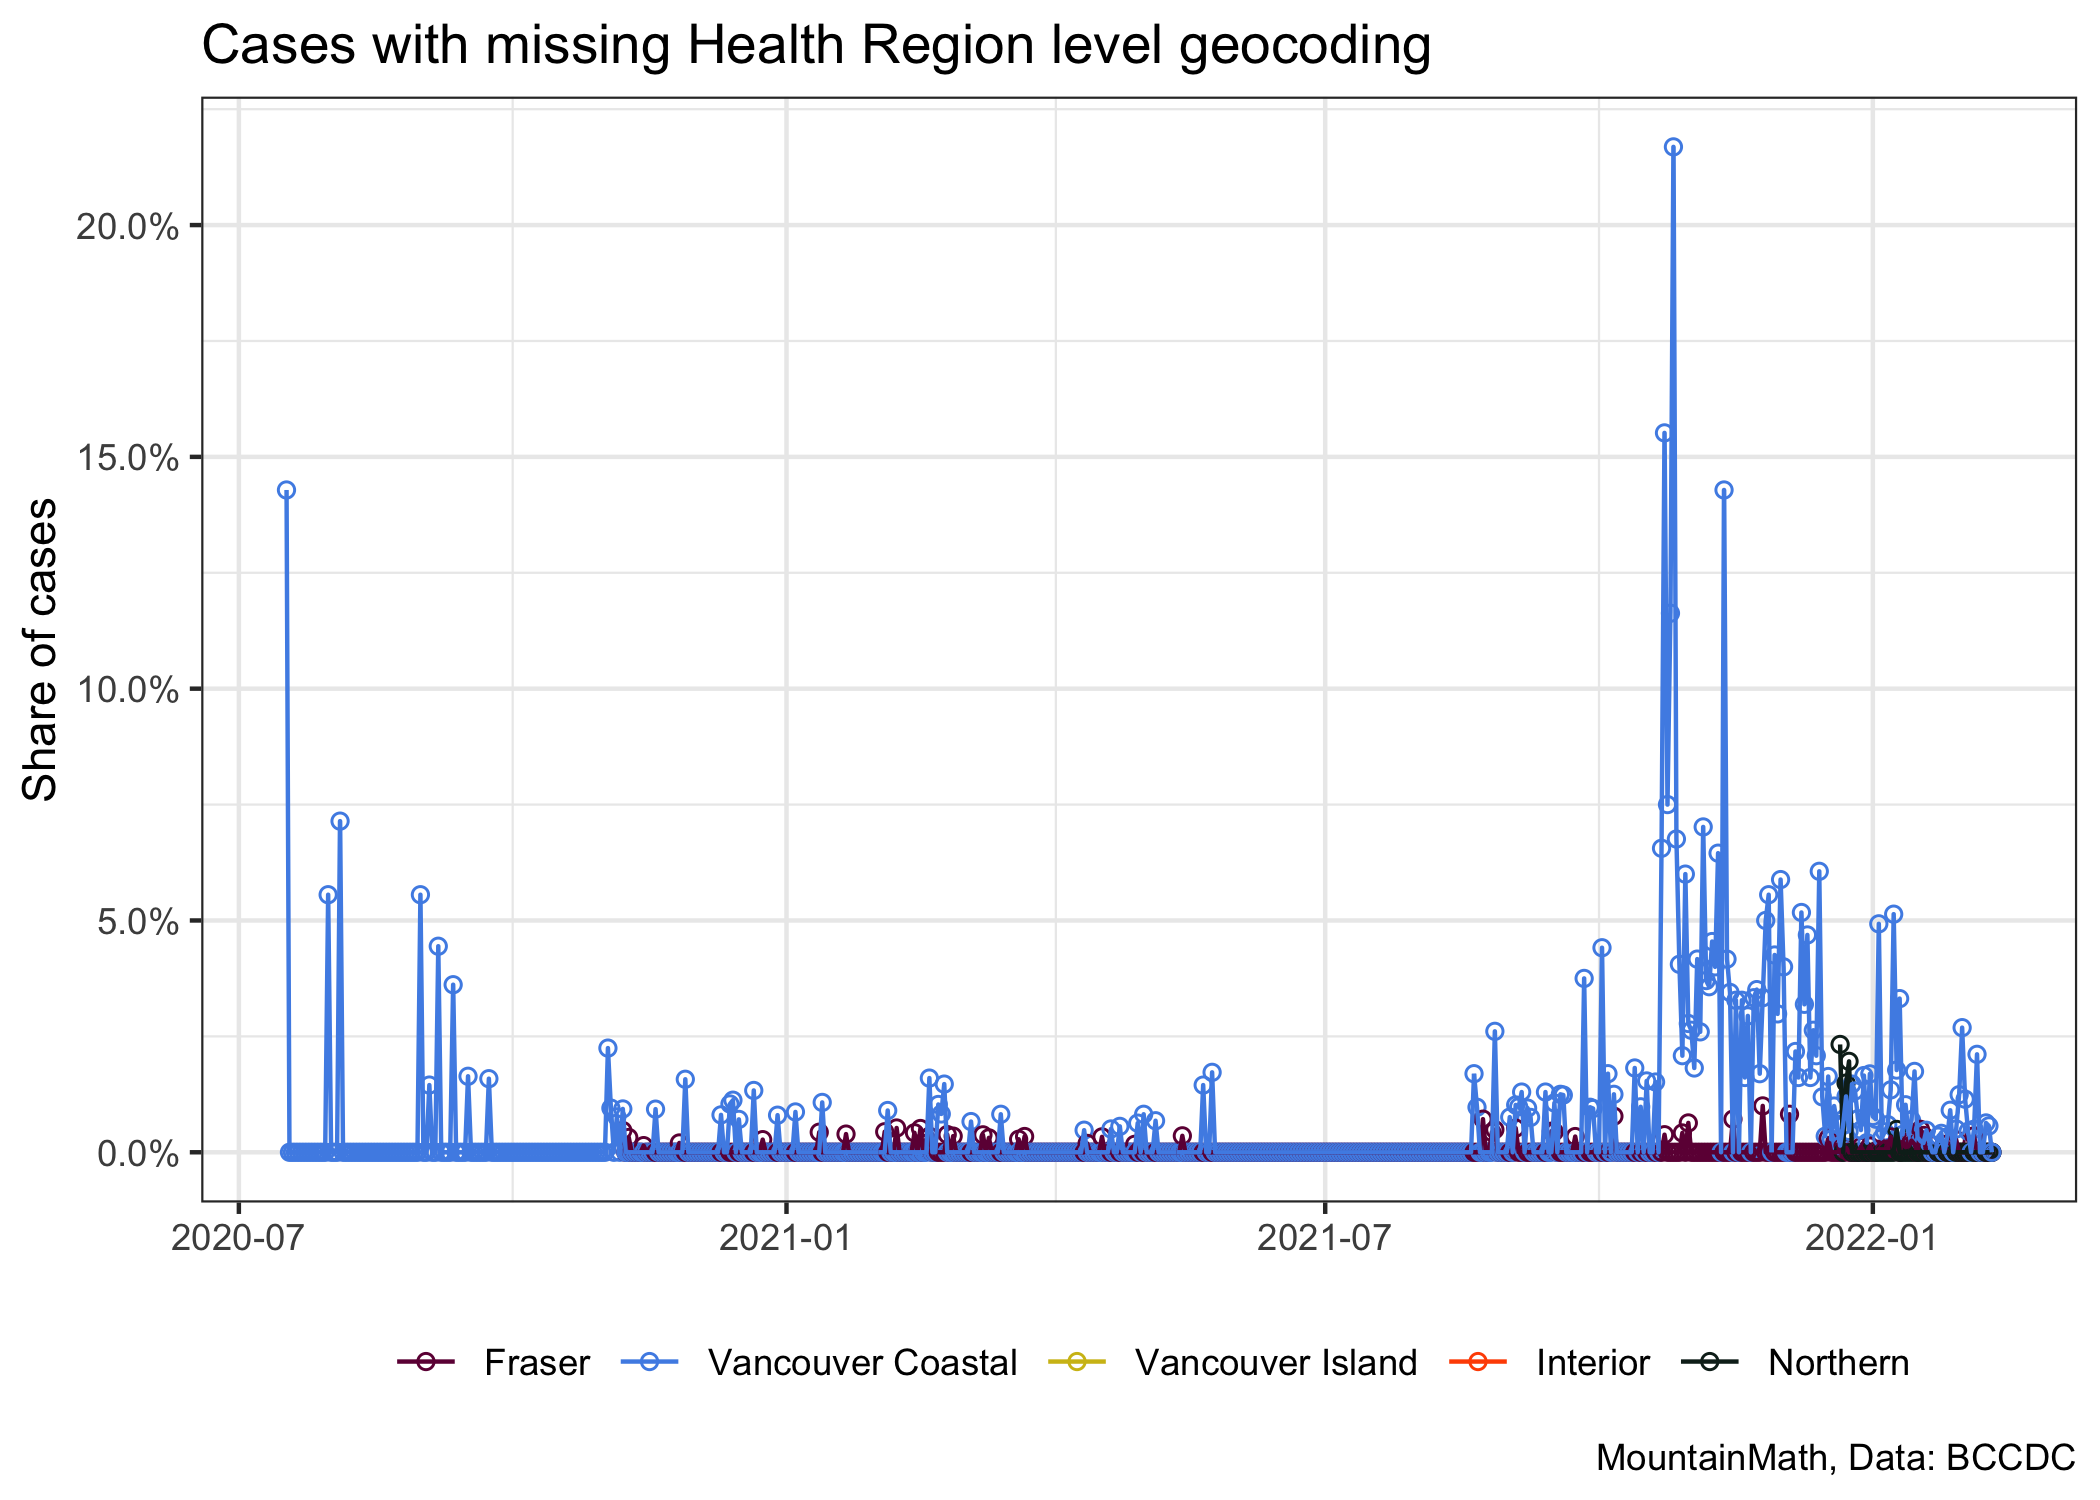 Cases with missing Health Region level geocoding
Share of cases
20.0%
15.0%
10.0%
5.0%
0.0%
2020-07 2021-01 2021-07 2022-01
Fraser Vancouver Coastal Vancouver Island Interior Northern
MountainMath, Data: BCCDC